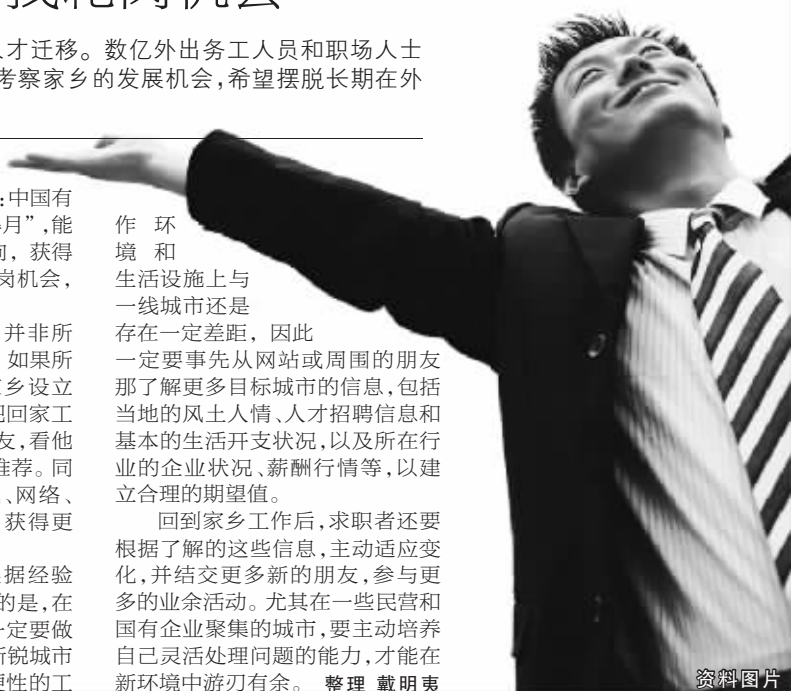 人才迁移。数亿外出务工人员和职场人士
考察家乡的发展机会,希望摆脱长期在外
:中国有
月”,能
向，获得
岗机会，
并非所
如果所
乡设立
回家工
友,看他
推荐。同
、网络、
获得更
据经验
的是,在
一定要做
新锐城市
性的工
作环
境和
生活设施上与
一线城市还是
存在一定差距，因此
一定要事先从网站或周围的朋友
那了解更多目标城市的信息,包括
当地的风土人情、人才招聘信息和
基本的生活开支状况,以及所在行
业的企业状况、薪酬行情等,以建
立合理的期望值。
回到家乡工作后,求职者还要
根据了解的这些信息,主动适应变
化,并结交更多新的朋友,参与更
多的业余活动。尤其在一些民营和
国有企业聚集的城市,要主动培养
自己灵活处理问题的能力,才能在
新环境中游刃有余。 整理 戴明夷
资料图片